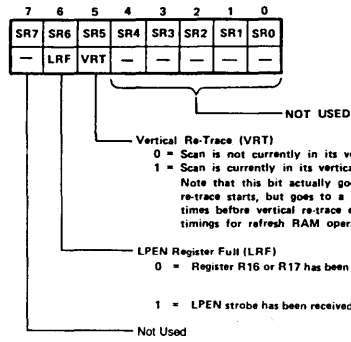 7 6 5 4 3 2 1 0
SR7 SR6 SR5 SR4 SR3 SR2 SR1 SR0
— LRF VRT — — — — —
NOT USED
Vertical Re-Trace (VRT)
0 = Scan is not currently in its
1 = Scan is currently in its
Note that this bit actually
re-trace starts, but goes to a
times before vertical re-trace
timings for refresh RAM
LPEN Register Full (LRF)
0 = Register R16 or R17 has been
1 = LPEN strobe has been received
Not Used